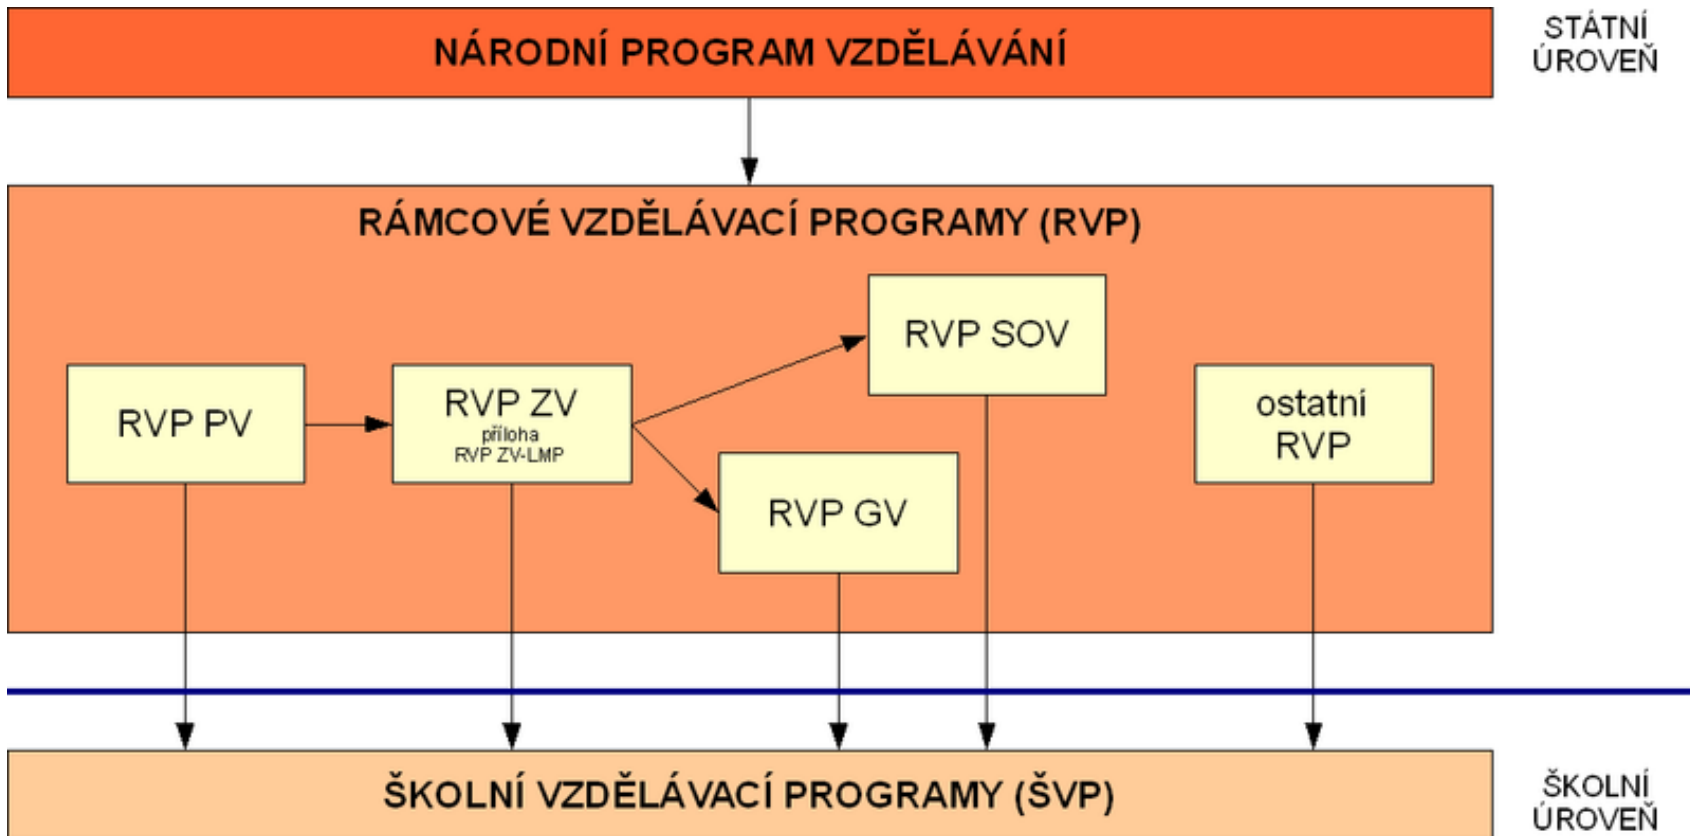 NÁRODNÍ PROGRAM VZDĚLÁVÁNÍ
STÁTNÍ
ÚROVEŇ
RÁMCOVÉ VZDĚLÁVACÍ PROGRAMY (RVP)
RVP PV
RVP ZV
příloha
RVP ZV-LMP
RVP SOV
RVP GV
ostatní
RVP
ŠKOLNÍ VZDĚLÁVACÍ PROGRAMY (ŠVP)
ŠKOLNÍ
ÚROVEŇ